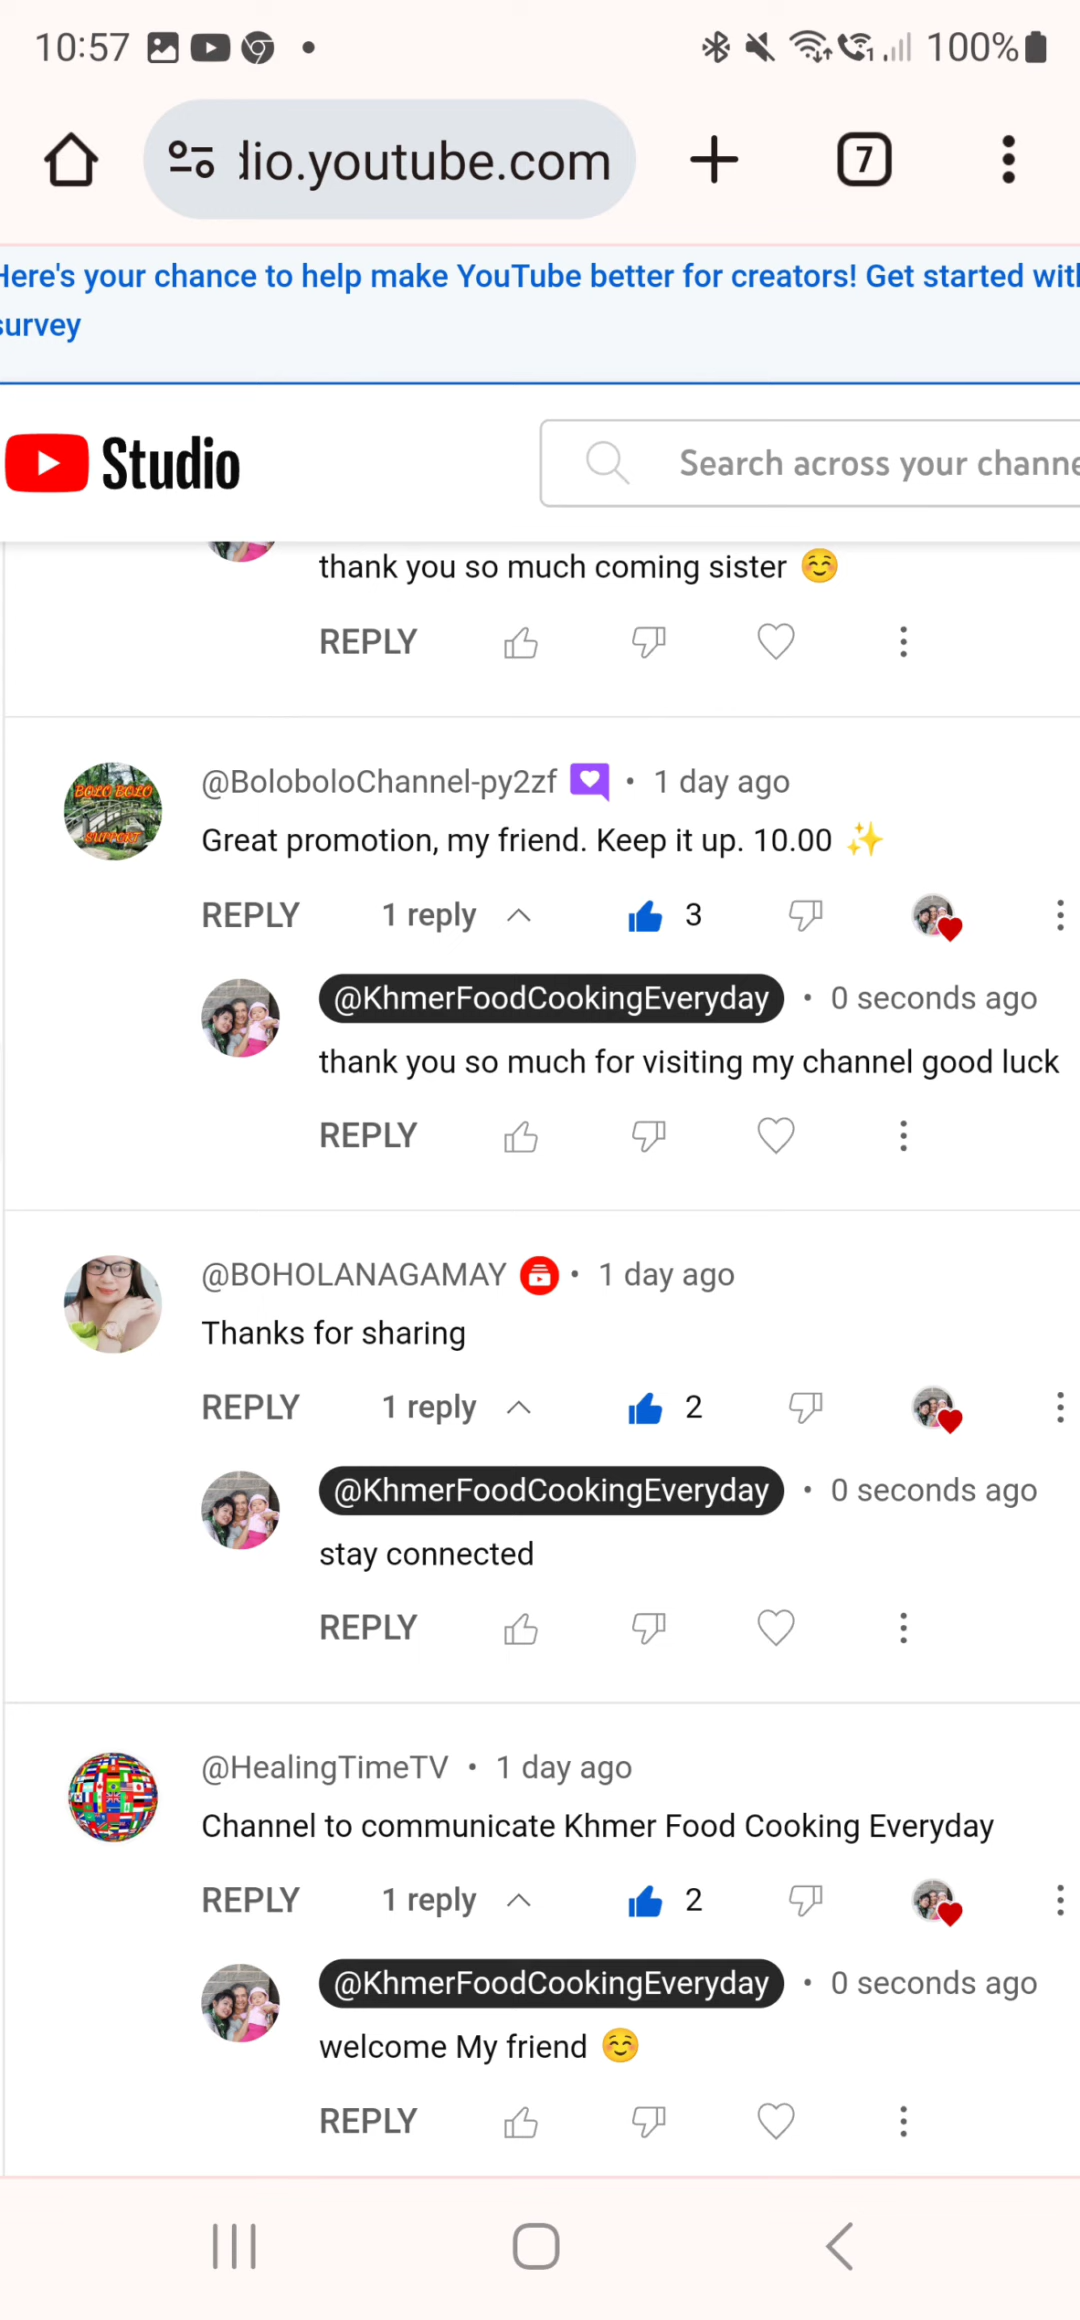 10:57
100%
dio.youtube.com
7
Here's your chance to help make YouTube better for creators! Get started with
survey
Studio
Search across your channe
thank you so much coming sister ☺️
REPLY
BOLO BOLO
SUPPORT
@BoloboloChannel-py2zf • 1 day ago
Great promotion, my friend. Keep it up. 10.00 ✨
REPLY 1 reply 3
@KhmerFoodCookingEveryday • 0 seconds ago
thank you so much for visiting my channel good luck
REPLY
@BOHOLANAGAMAY • 1 day ago
Thanks for sharing
REPLY 1 reply 2
@KhmerFoodCookingEveryday • 0 seconds ago
stay connected
REPLY
@HealingTimeTV • 1 day ago
Channel to communicate Khmer Food Cooking Everyday
REPLY 1 reply 2
@KhmerFoodCookingEveryday • 0 seconds ago
welcome My friend ☺️
REPLY